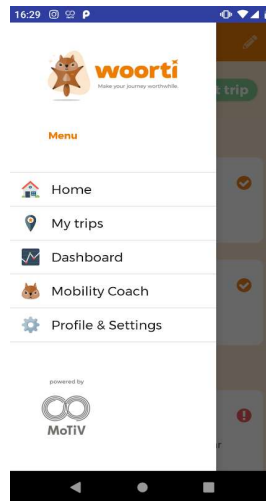 16:29
woorti
Make your journey worthwhile.
t trip
Menu
Home
My trips
Dashboard
Mobility Coach
Profile & Settings
powered by
MoTiV
r